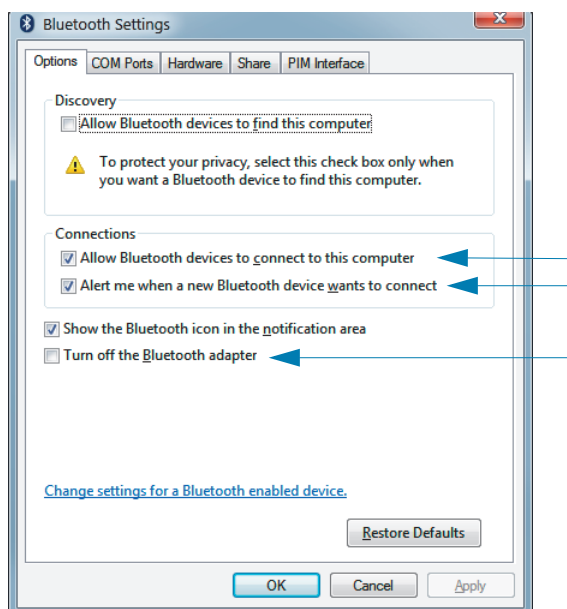 Bluetooth Settings
Options COM Ports Hardware Share PIM Interface
Discovery
Allow Bluetooth devices to find this computer
To protect your privacy, select this check box only when
you want a Bluetooth device to find this computer.
Connections
Allow Bluetooth devices to connect to this computer
Alert me when a new Bluetooth device wants to connect
Show the Bluetooth icon in the notification area
Turn off the Bluetooth adapter
Change settings for a Bluetooth enabled device.
Restore Defaults
OK Cancel Apply